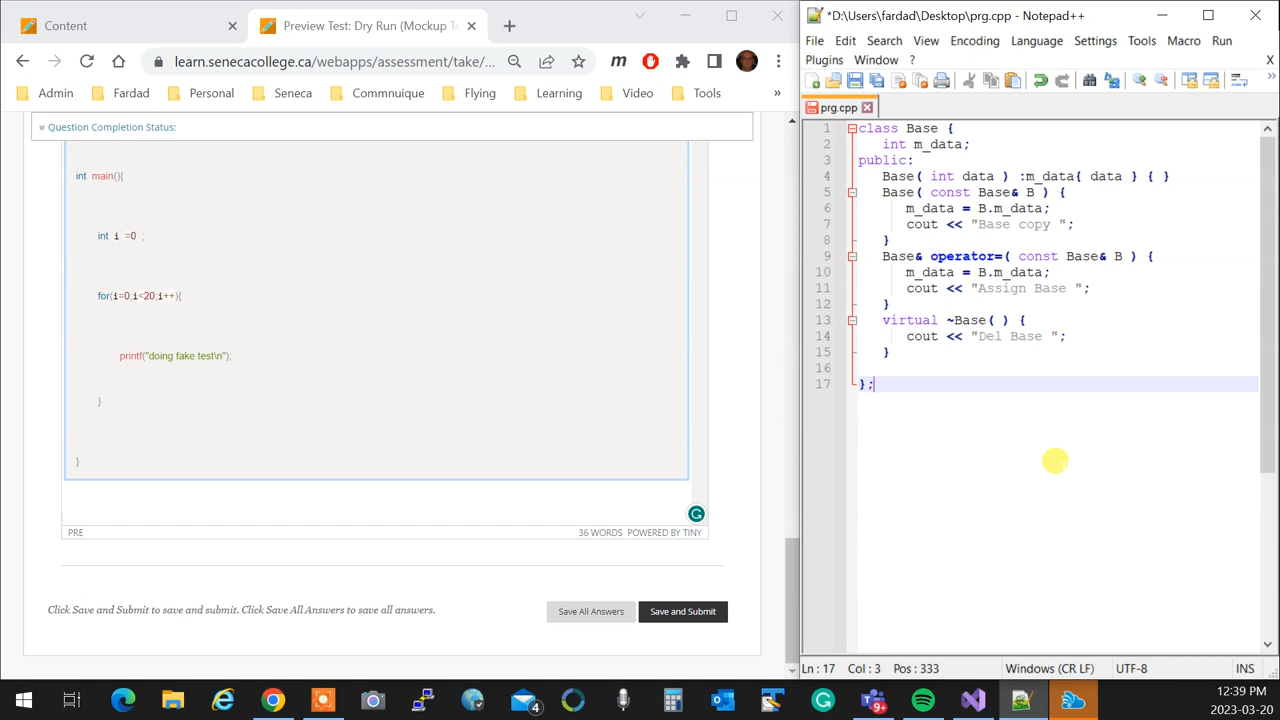 Content
Preview Test: Dry Run (Mockup Te
*D:\Users\fardad\Desktop\prg.cpp - Notepad++
File Edit Search View Encoding Language Settings Tools Macro Run
learn.senecacollege.ca/webapps/assessment/take/...
Plugins Window ?
X
Admin Personal Seneca Commnuique Flying Learning Video Tools »
prg.cpp
Question Completion Status:
int main(){
int i =0 ;
for(i=0;i<20;i++){
printf("doing fake test\n");
}
}
PRE 36 WORDS POWERED BY TINY
Click Save and Submit to save and submit. Click Save All Answers to save all answers.
Save All Answers Save and Submit
1 class Base {
2 int m_data;
3 public:
4 Base( int data ) :m_data{ data } { }
5 Base( const Base& B ) {
6 m_data = B.m_data;
7 cout << "Base copy ";
8 }
9 Base& operator=( const Base& B ) {
10 m_data = B.m_data;
11 cout << "Assign Base ";
12 }
13 virtual ~Base( ) {
14 cout << "Del Base ";
15 }
16
17 };
Ln : 17 Col : 3 Pos : 333 Windows (CR LF) UTF-8 INS
4
9+
12:39 PM
2023-03-20